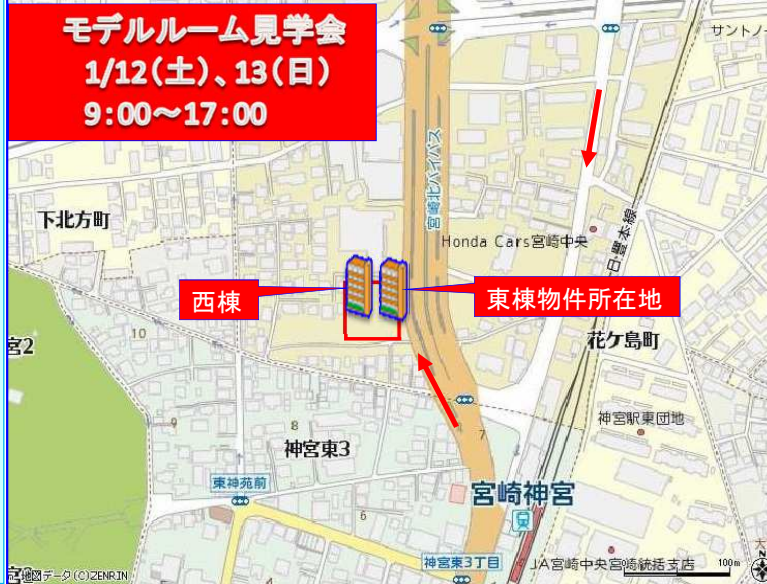 モデルルーム見学会
1/12(土)、13(日)
9:00～17:00
サントノー
宮崎北バイパス
下北方町
Honda Cars宮崎中央
日豊本線
西棟
東棟物件所在地
花ケ島町
宮2
10
9
8
7
神宮東3
神宮駅東団地
東神苑前
宮崎神宮
6
神宮東3丁目
JA宮崎中央宮崎統括支店
100m
地図データ(C)ZENRIN